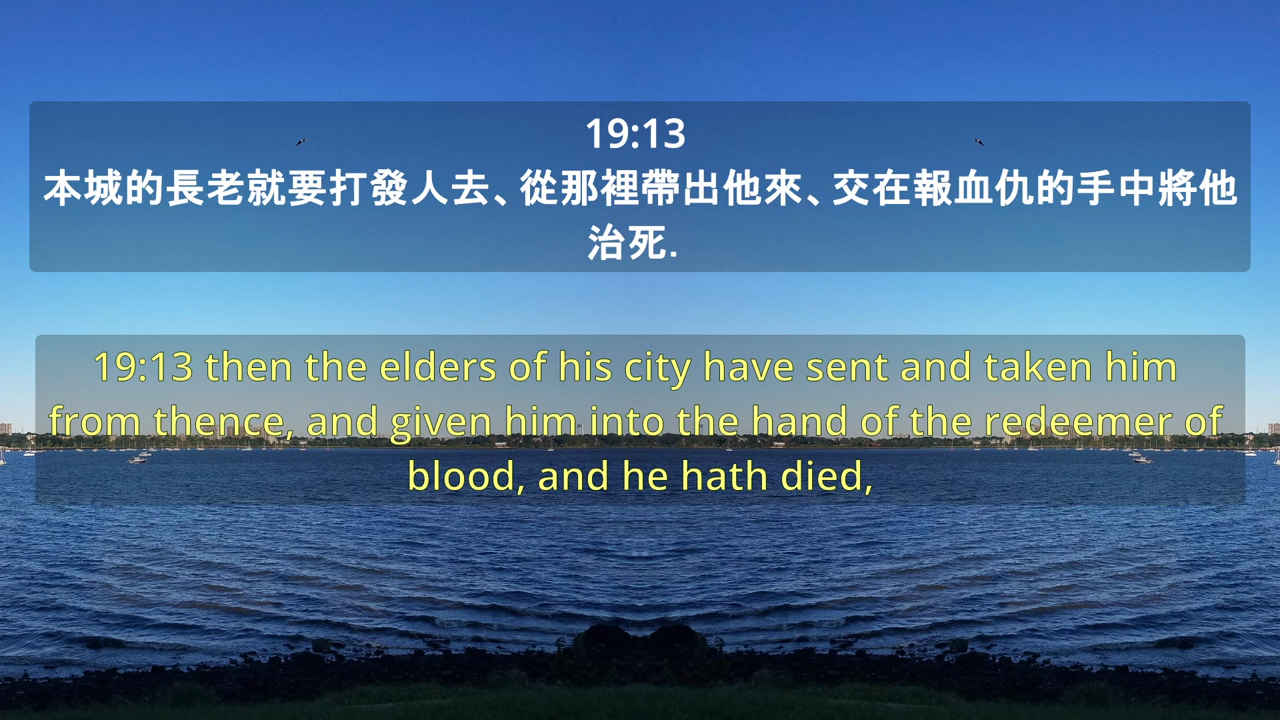 19:13
本城的長老就要打發人去、從那裡帶出他來、交在報血仇的手中將他
治死.
19:13 then the elders of his city have sent and taken him
from thence, and given him into the hand of the redeemer of
blood, and he hath died,